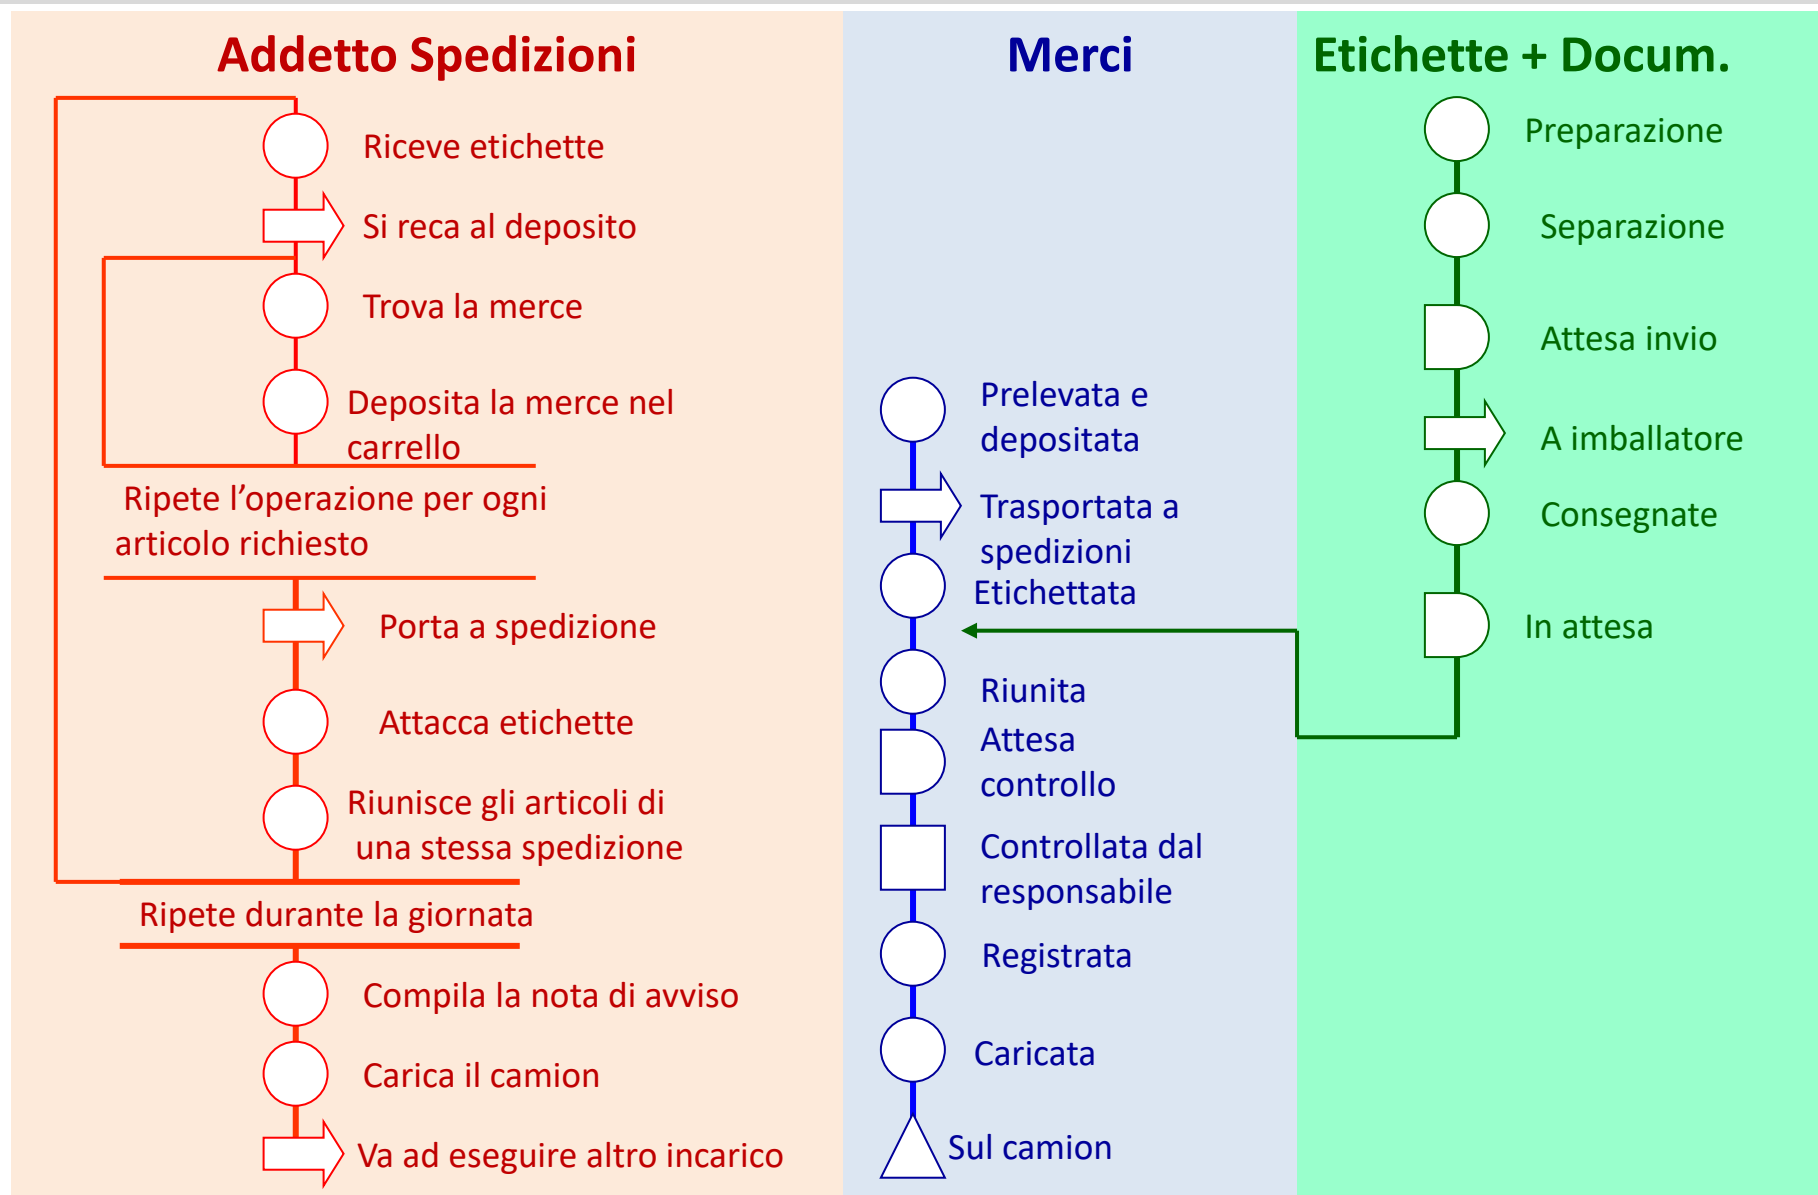 Addetto Spedizioni
Riceve etichette
Si reca al deposito
Trova la merce
Deposita la merce nel
carrello
Ripete l’operazione per ogni
articolo richiesto
Porta a spedizione
Attacca etichette
Riunisce gli articoli di
una stessa spedizione
Ripete durante la giornata
Compila la nota di avviso
Carica il camion
Va ad eseguire altro incarico
Merci
Prelevata e
depositata
Trasportata a
spedizioni
Etichettata
Riunita
Attesa
controllo
Controllata dal
responsabile
Registrata
Caricata
Sul camion
Etichette + Docum.
Preparazione
Separazione
Attesa invio
A imballatore
Consegnate
In attesa